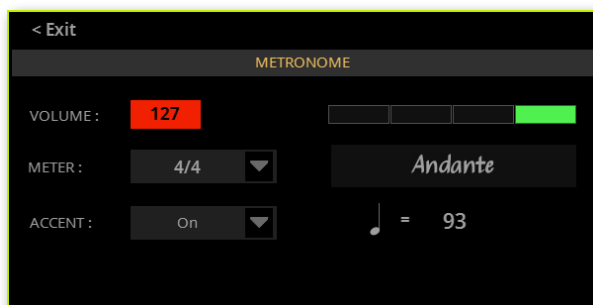 < Exit
METRONOME
VOLUME : 127
METER : 4/4 Andante
ACCENT : On = 93